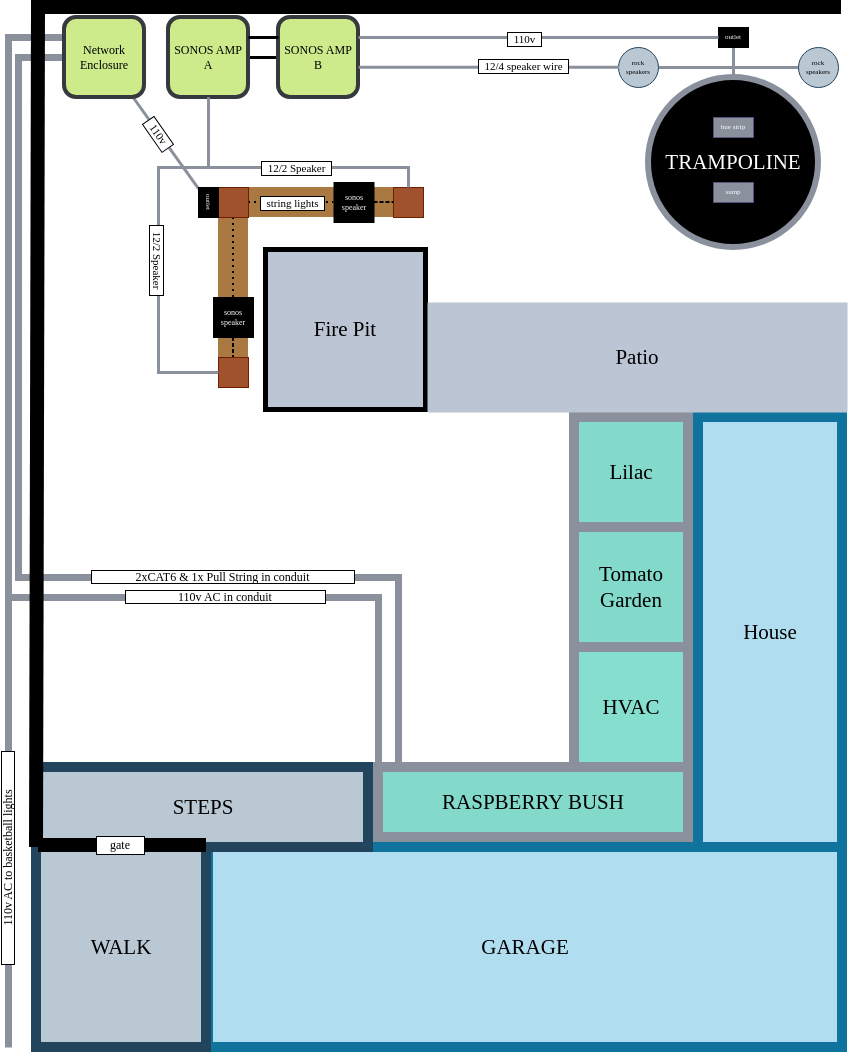 Network
Enclosure
SONOS AMP
A
SONOS AMP
B
110v
outlet
12/4 speaker wire
rock
speakers
rock
speakers
110v
hue strip
TRAMPOLINE
sump
12/2 Speaker
outlet
string lights
sonos
speaker
12/2 Speaker
sonos
speaker
Fire Pit
Patio
Lilac
Tomato
Garden
House
2xCAT6 & 1x Pull String in conduit
110v AC in conduit
HVAC
STEPS
RASPBERRY BUSH
gate
110v AC to basketball lights
WALK
GARAGE